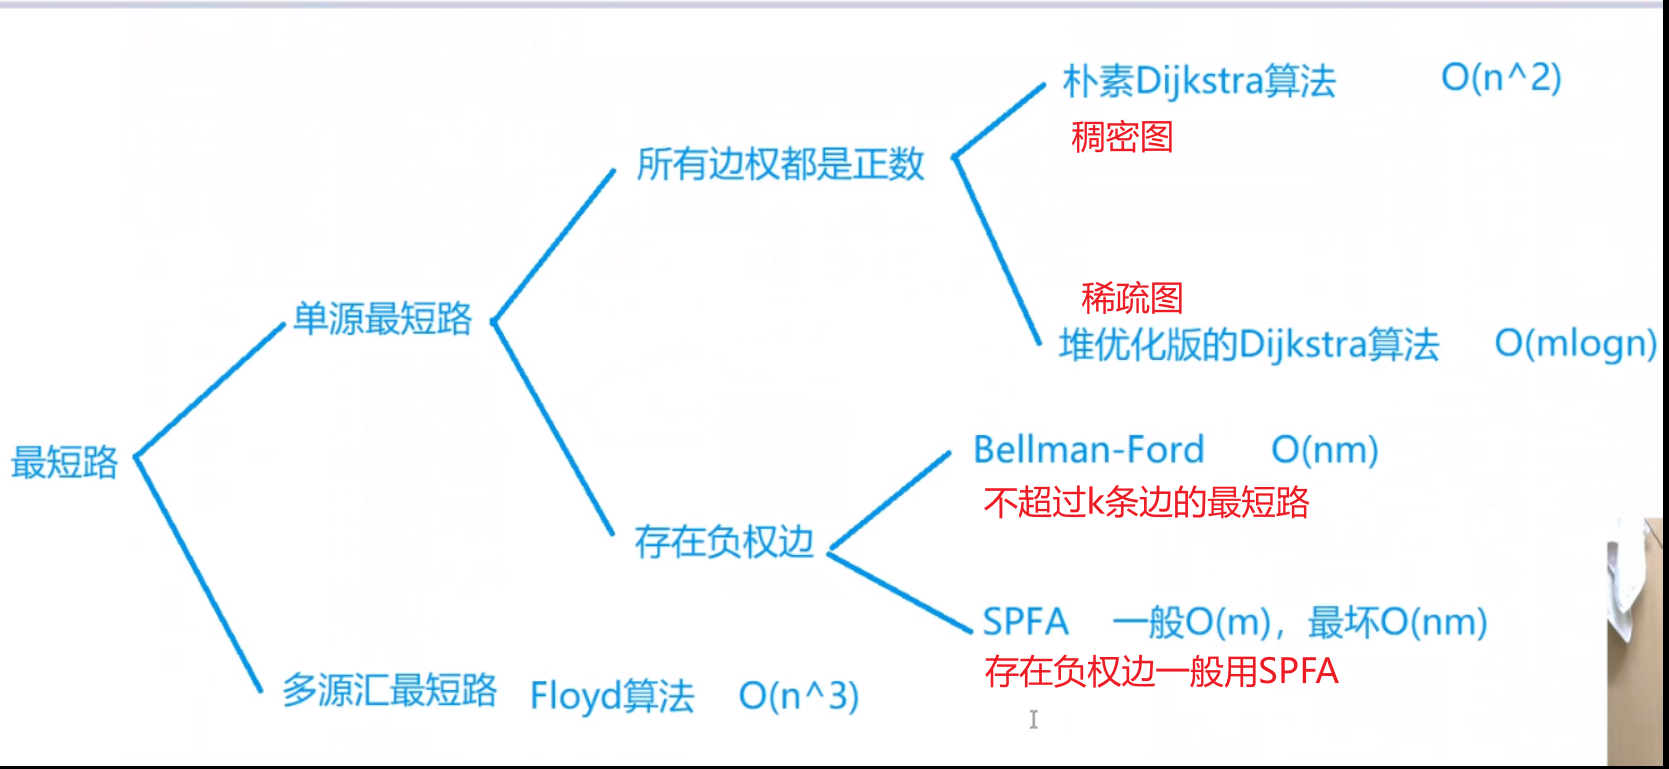 朴素Dijkstra算法 O(n^2)
稠密图
所有边权都是正数
稀疏图
单源最短路
堆优化版的Dijkstra算法 O(mlogn)
Bellman-Ford O(nm)
最短路
不超过k条边的最短路
存在负权边
SPFA 一般O(m)，最坏O(nm)
存在负权边一般用SPFA
多源汇最短路 Floyd算法 O(n^3)